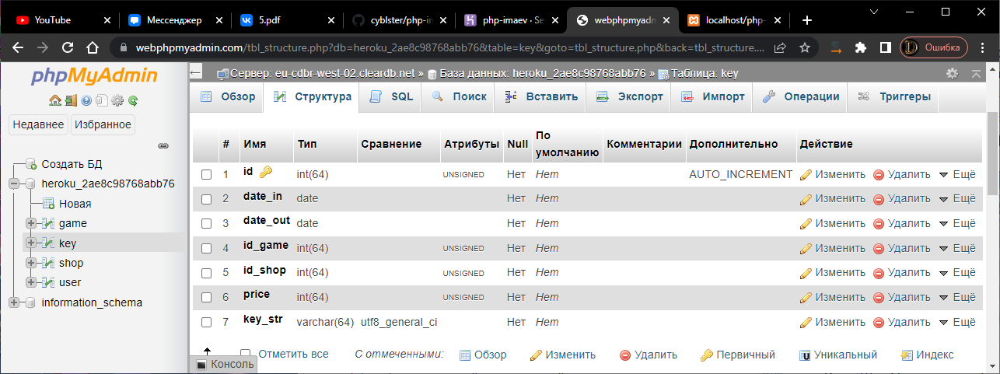 YouTube Мессенджер 5.pdf cyblster/php-im php-imaev · Se webphpmyadm localhost/php-
webphpmyadmin.com/tbl_structure.php?db=heroku_2ae8c98768abb76&table=key&goto=tbl_structure.php&back=tbl_structure.... D Ошибка
phpMyAdmin
Недавнее Избранное
Создать БД
heroku_2ae8c98768abb76
Новая
game
key
shop
user
information_schema
Сервер: eu-cdbr-west-02.cleardb.net » База данных: heroku_2ae8c98768abb76 » Таблица: key
Обзор Структура SQL Поиск Вставить Экспорт Импорт Операции Триггеры
# Имя Тип Сравнение Атрибуты Null По умолчанию Комментарии Дополнительно Действие
1 id int(64) UNSIGNED Нет Нет AUTO_INCREMENT Изменить Удалить Ещё
2 date_in date Нет Нет Изменить Удалить Ещё
3 date_out date Нет Нет Изменить Удалить Ещё
4 id_game int(64) UNSIGNED Нет Нет Изменить Удалить Ещё
5 id_shop int(64) UNSIGNED Нет Нет Изменить Удалить Ещё
6 price int(64) UNSIGNED Нет Нет Изменить Удалить Ещё
7 key_str varchar(64) utf8_general_ci Нет Нет Изменить Удалить Ещё
Отметить все С отмеченными: Обзор Изменить Удалить Первичный Уникальный Индекс
Консоль